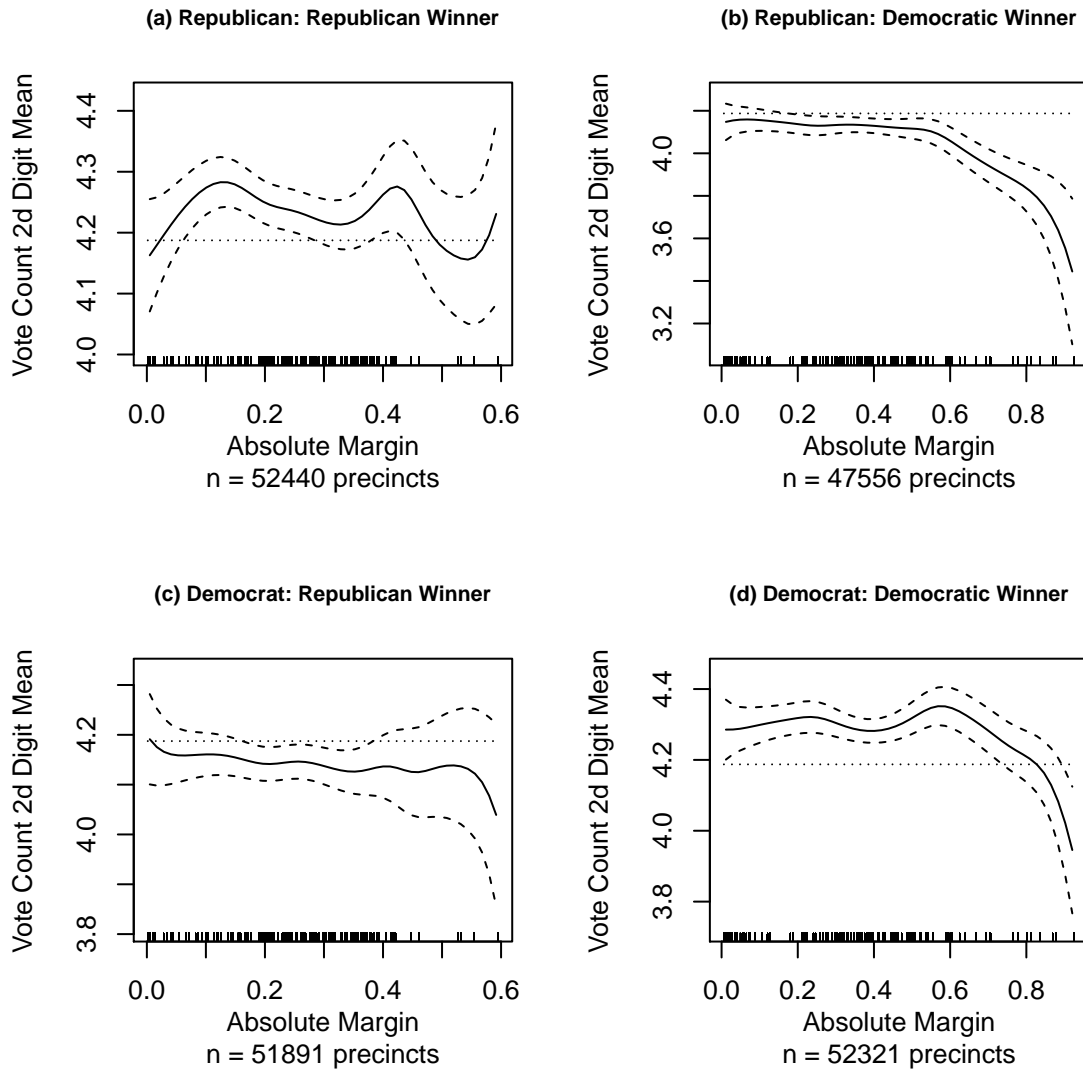 (a) Republican: Republican Winner
Vote Count 2d Digit Mean
4.4
4.3
4.2
4.1
4.0
0.0 0.2 0.4 0.6
Absolute Margin
n = 52440 precincts
(b) Republican: Democratic Winner
Vote Count 2d Digit Mean
4.0
3.6
3.2
0.0 0.2 0.4 0.6 0.8
Absolute Margin
n = 47556 precincts
(c) Democrat: Republican Winner
Vote Count 2d Digit Mean
4.2
4.0
3.8
0.0 0.2 0.4 0.6
Absolute Margin
n = 51891 precincts
(d) Democrat: Democratic Winner
Vote Count 2d Digit Mean
4.4
4.2
4.0
3.8
0.0 0.2 0.4 0.6 0.8
Absolute Margin
n = 52321 precincts